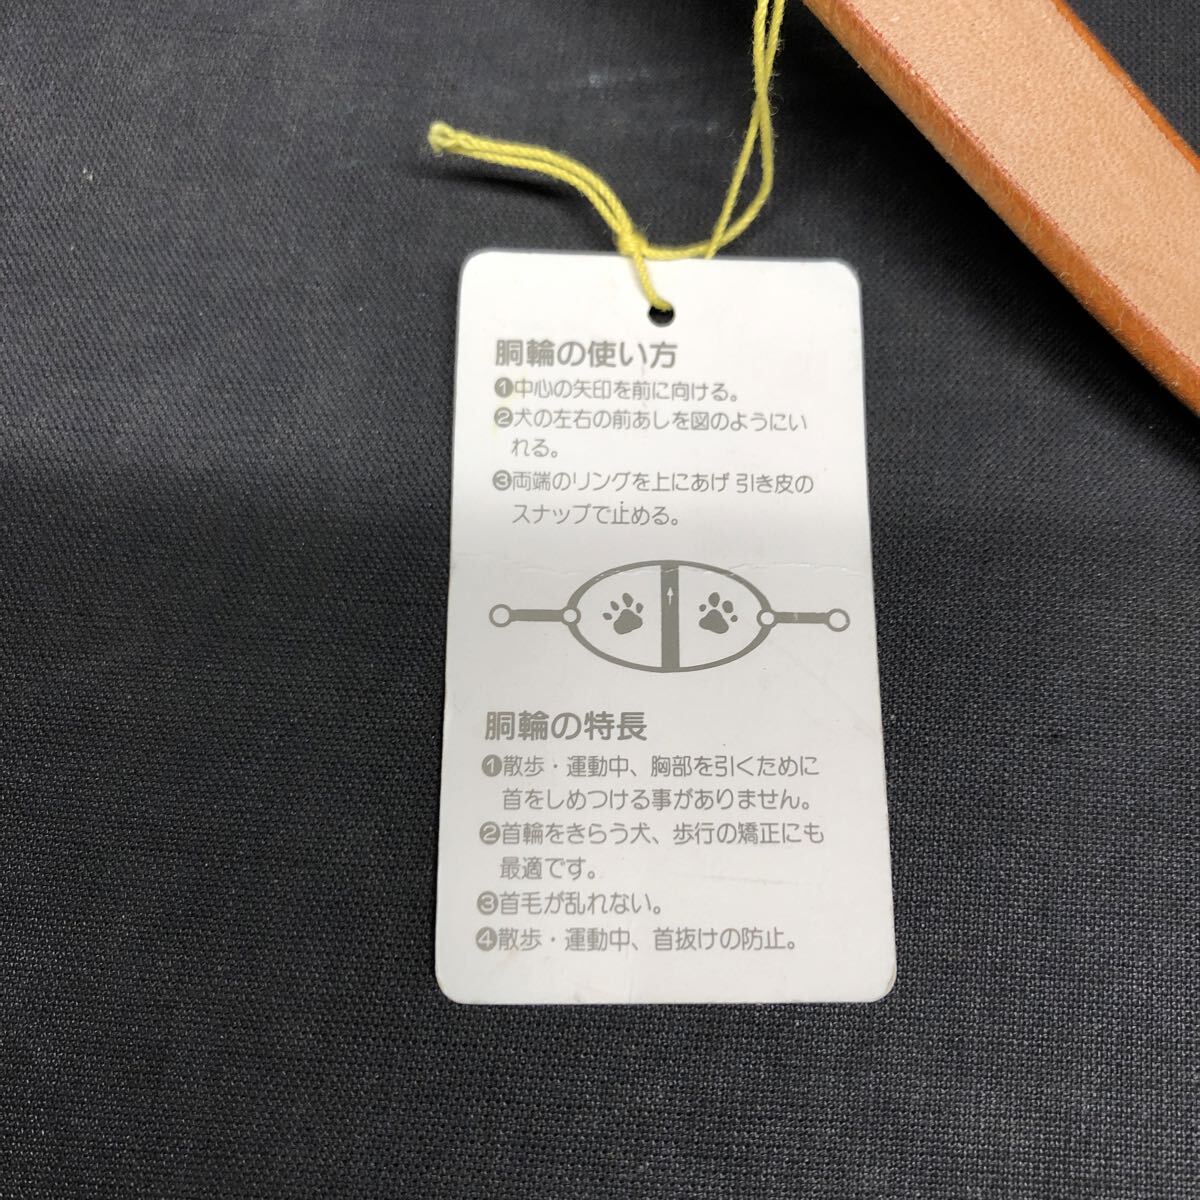 胴輪の使い方
❶中心の矢印を前に向ける。
❷犬の左右の前あしを図のようにい
れる。
❸両端のリングを上にあげ 引き皮の
スナップで止める。
胴輪の特長
❶散歩・運動中、胸部を引くために
首をしめつける事がありません。
❷首輪をきらう犬、歩行の矯正にも
最適です。
❸首毛が乱れない。
❹散歩・運動中、首抜けの防止。